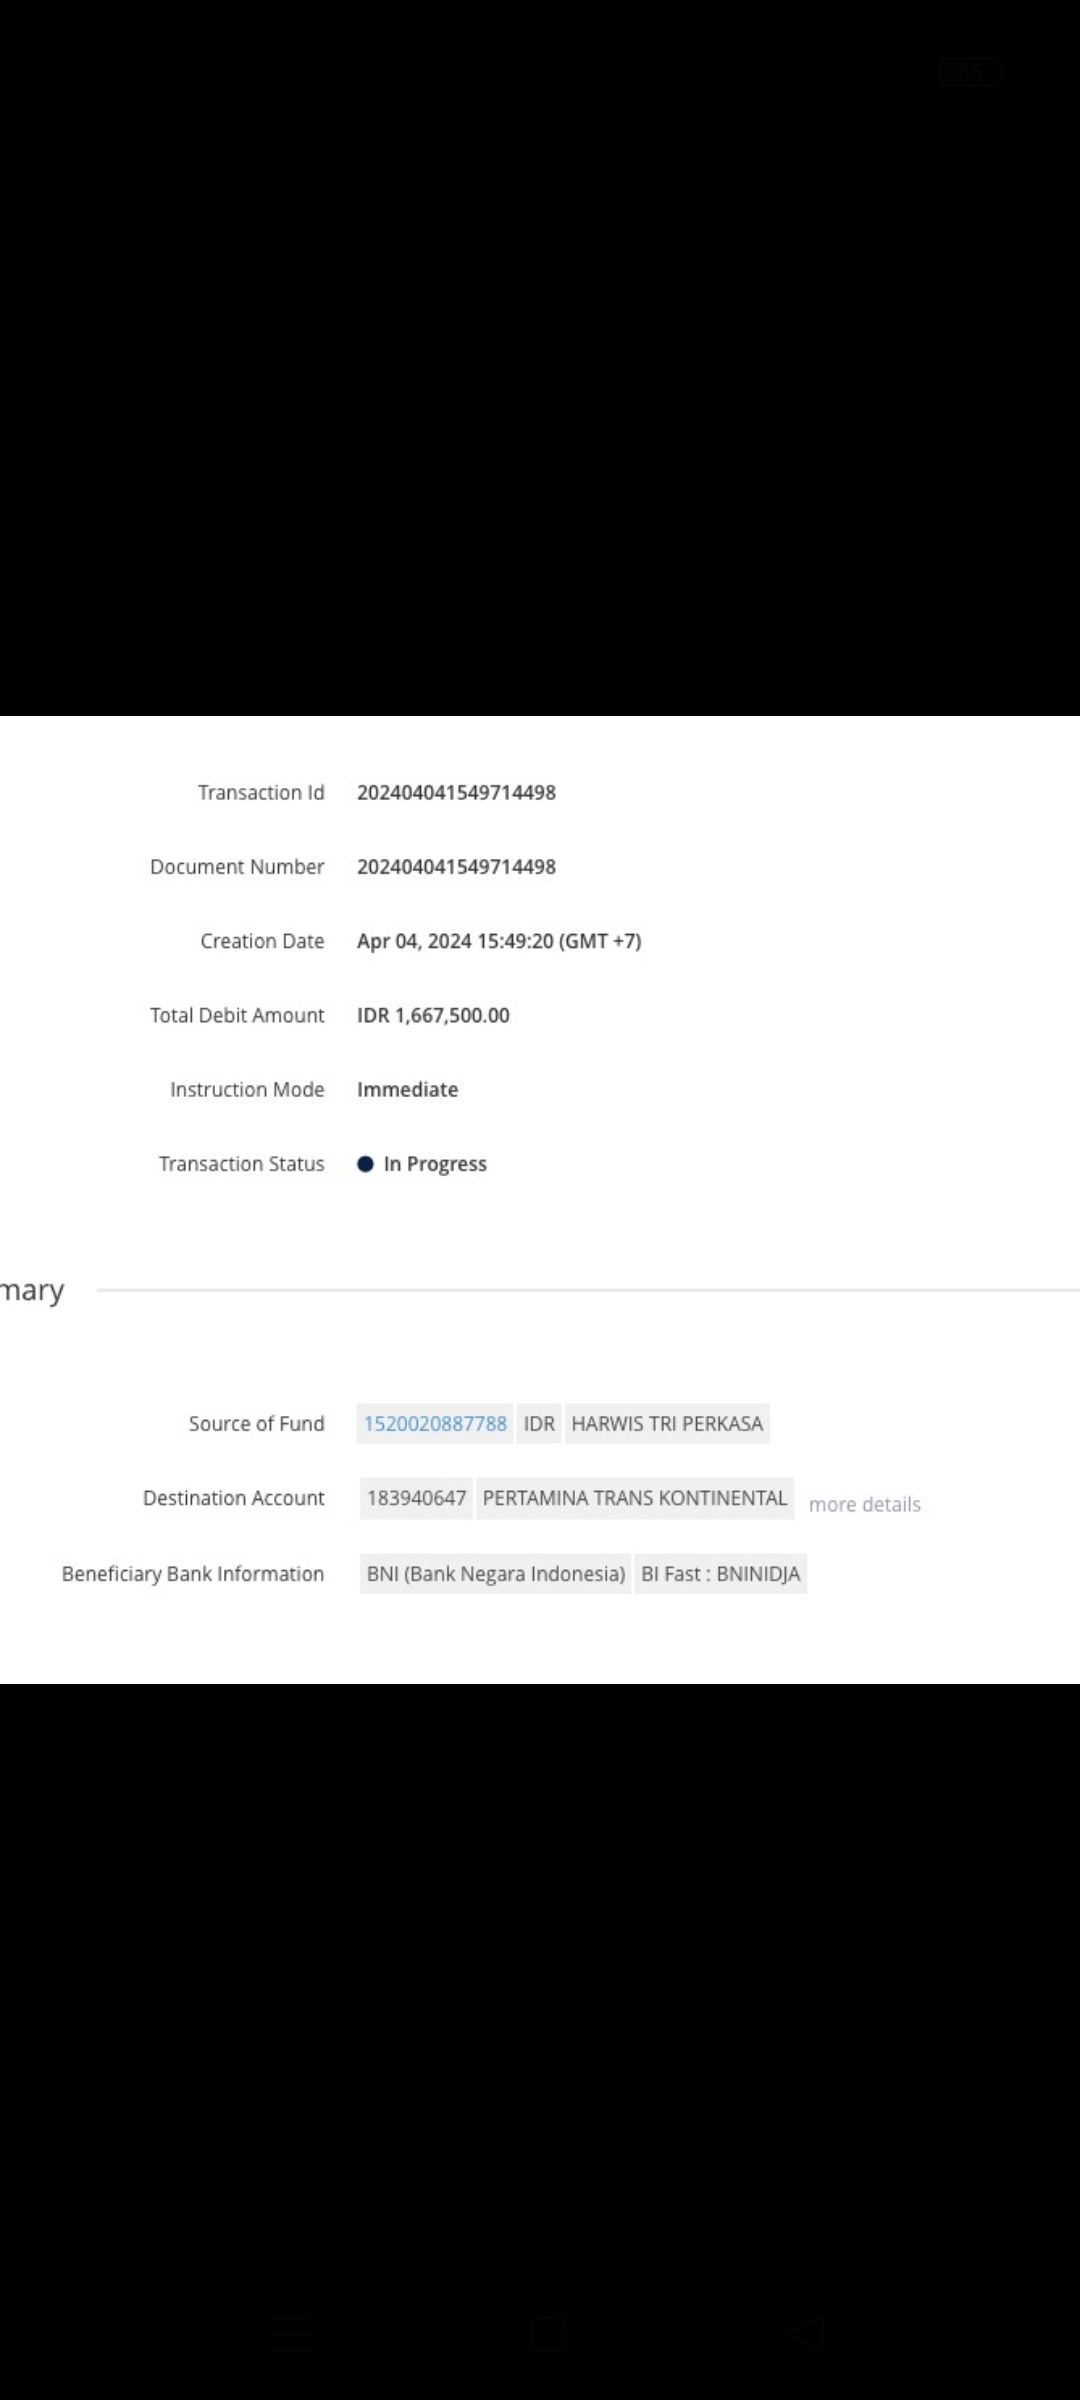 65
Transaction Id 202404041549714498
Document Number 202404041549714498
Creation Date Apr 04, 2024 15:49:20 (GMT +7)
Total Debit Amount IDR 1,667,500.00
Instruction Mode Immediate
Transaction Status In Progress
mary
Source of Fund 1520020887788 IDR HARWIS TRI PERKASA
Destination Account 183940647 PERTAMINA TRANS KONTINENTAL more details
Beneficiary Bank Information BNI (Bank Negara Indonesia) BI Fast : BNINIDJA